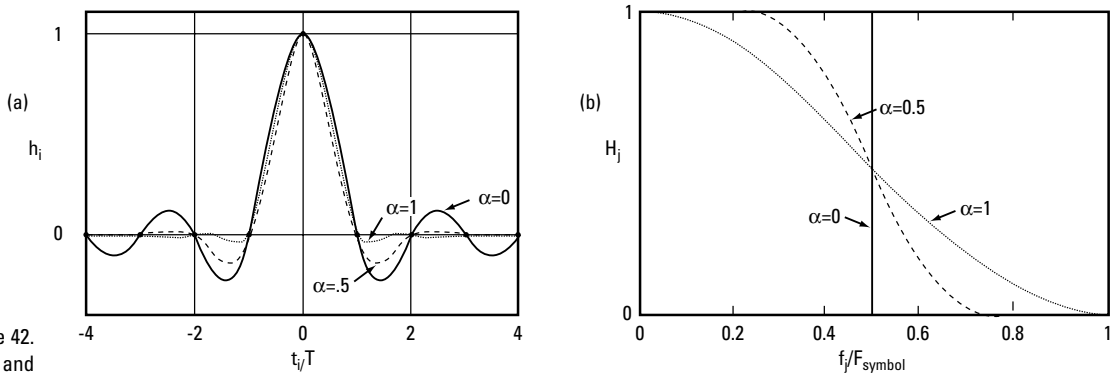 (a)
h_i
1
0
α=1
α=0
α=.5
-4
-2
0
2
4
t_i/T
(b)
H_j
1
0
α=0.5
α=0
α=1
0
0.2
0.4
0.6
0.8
1
f_j/F_symbol
e 42.
and